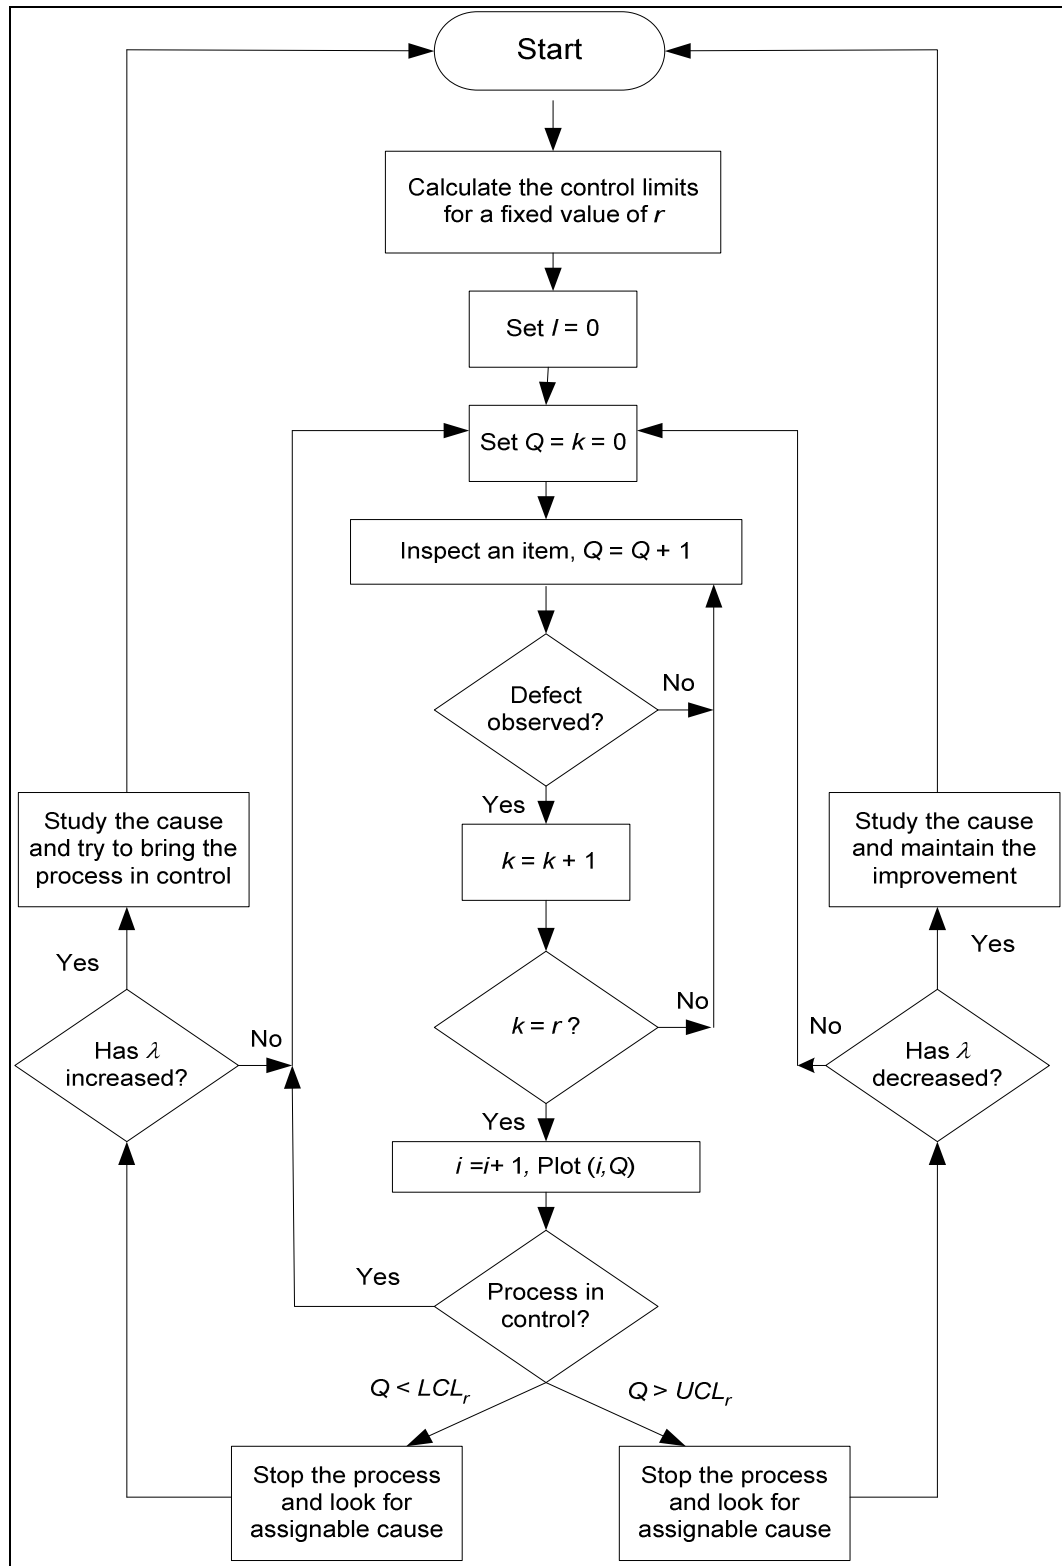 Start
Calculate the control limits
for a fixed value of r
Set I = 0
Set Q = k = 0
Inspect an item, Q = Q + 1
Defect
observed?
No
Yes
k = k + 1
k = r ?
No
Yes
i =i+ 1, Plot (i,Q)
Process in
control?
Yes
Q < LCLr
Q > UCLr
Stop the process
and look for
assignable cause
Stop the process
and look for
assignable cause
Has λ
increased?
No
Yes
Study the cause
and try to bring the
process in control
Has λ
decreased?
No
Yes
Study the cause
and maintain the
improvement